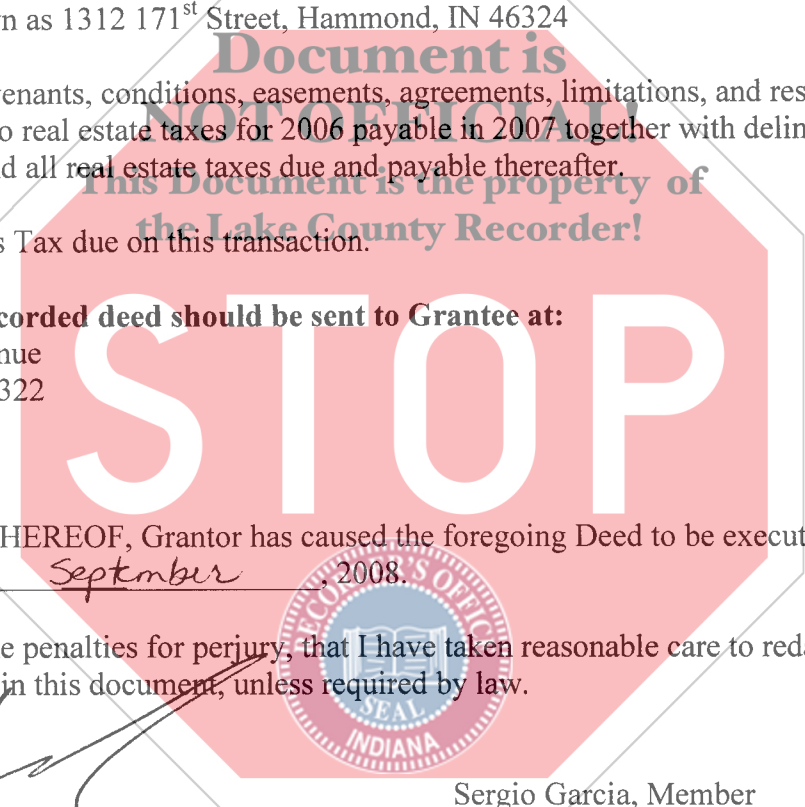 n as 1312 171st Street, Hammond, IN 46324
Document is
venants, conditions, easements, agreements, limitations, and res
NOT OFFICIAL!
o real estate taxes for 2006 payable in 2007 together with delin
d all real estate taxes due and payable thereafter.
This Document is the property of
the Lake County Recorder!
s Tax due on this transaction.
corded deed should be sent to Grantee at:
nue
322
STOP
HEREOF, Grantor has caused the foregoing Deed to be execut
September, 2008.
RECORDER'S OFFICE
e penalties for perjury, that I have taken reasonable care to red
in this document, unless required by law.
SEAL
INDIANA
Sergio Garcia, Member